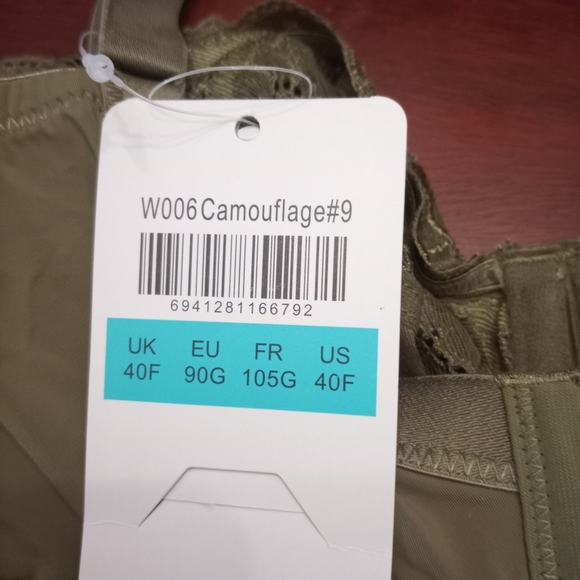 W006Camouflage#9
6941281166792
UK EU FR US
40F 90G 105G 40F